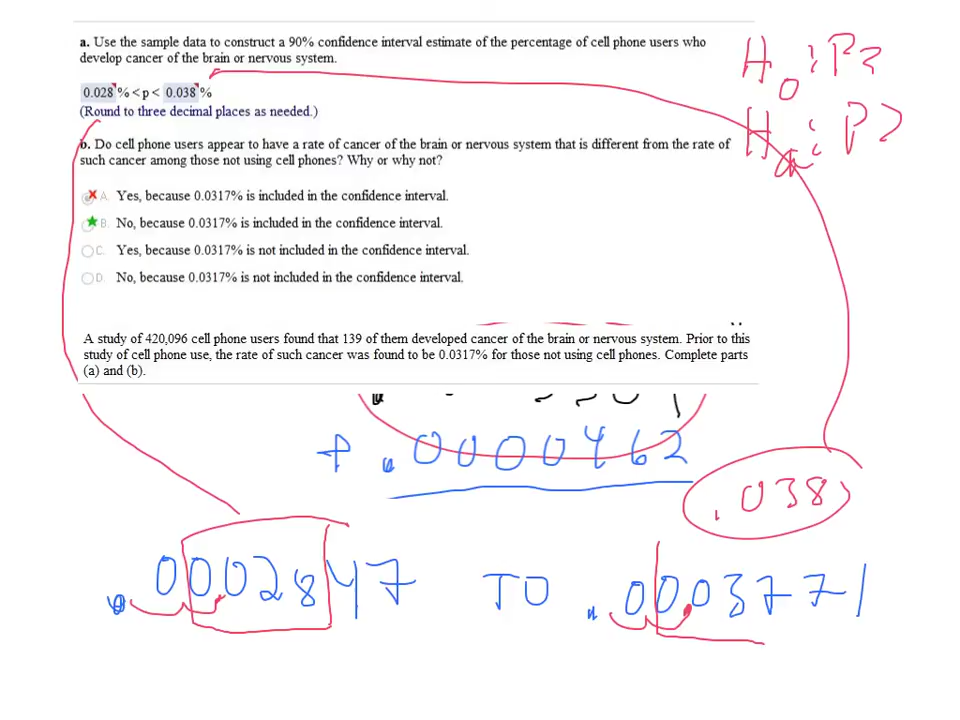 a. Use the sample data to construct a 90% confidence interval estimate of the percentage of cell phone users who
develop cancer of the brain or nervous system.
0.028 % < p < 0.038 %
(Round to three decimal places as needed.)
b. Do cell phone users appear to have a rate of cancer of the brain or nervous system that is different from the rate of
such cancer among those not using cell phones? Why or why not?
A. Yes, because 0.0317% is included in the confidence interval.
B. No, because 0.0317% is included in the confidence interval.
C. Yes, because 0.0317% is not included in the confidence interval.
D. No, because 0.0317% is not included in the confidence interval.
H0: P?
Ha: P?
A study of 420,096 cell phone users found that 139 of them developed cancer of the brain or nervous system. Prior to this
study of cell phone use, the rate of such cancer was found to be 0.0317% for those not using cell phones. Complete parts
(a) and (b).
+ .0000462
.038
.0002847 TO .0003771